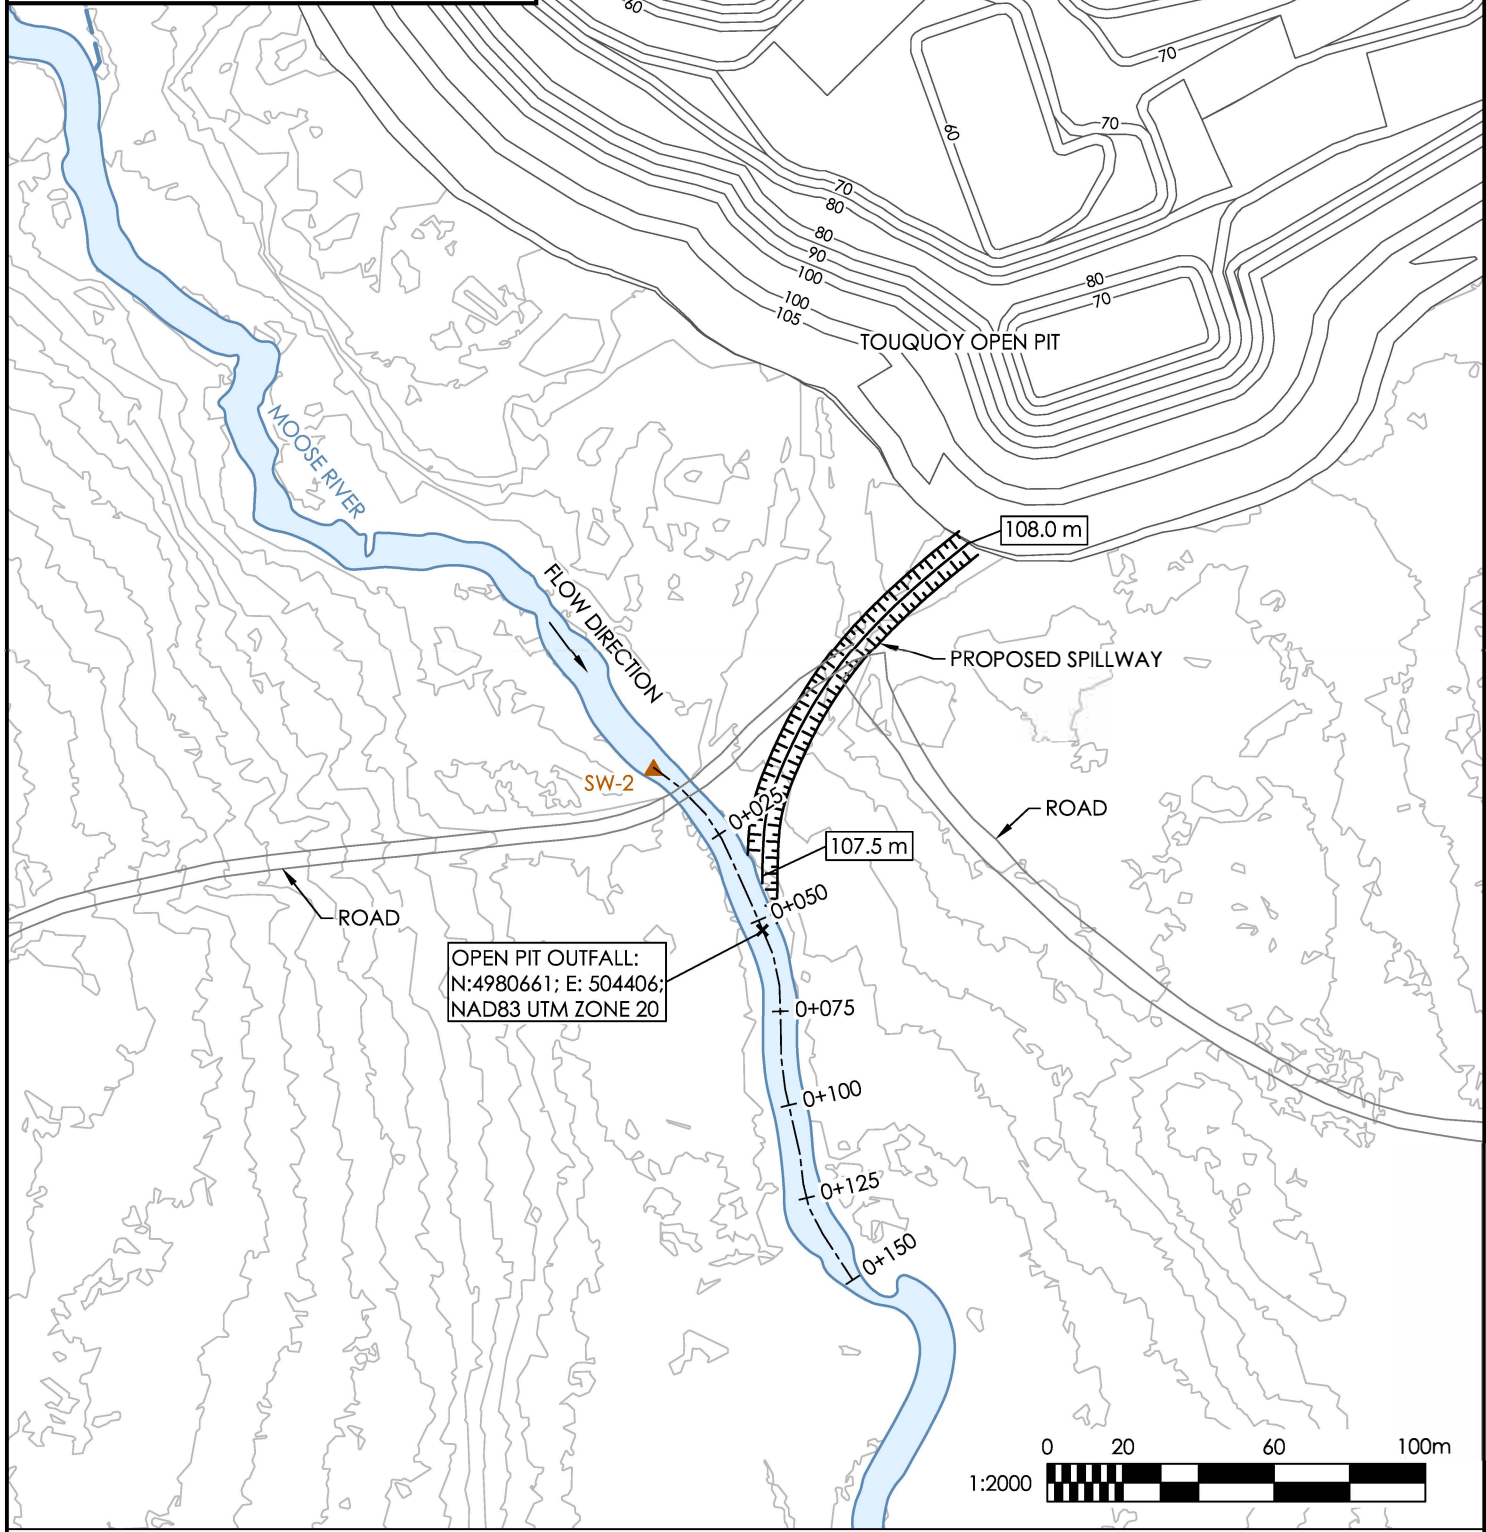 60
70
70
60
70
80
80
90
100
100
105
80
70
TOUQUOY OPEN PIT
MOOSE RIVER
108.0 m
FLOW DIRECTION
PROPOSED SPILLWAY
SW-2
0+025
ROAD
107.5 m
0+050
ROAD
OPEN PIT OUTFALL:
N:4980661; E: 504406;
NAD83 UTM ZONE 20
0+075
0+100
0+125
0+150
0 20 60 100m
1:2000